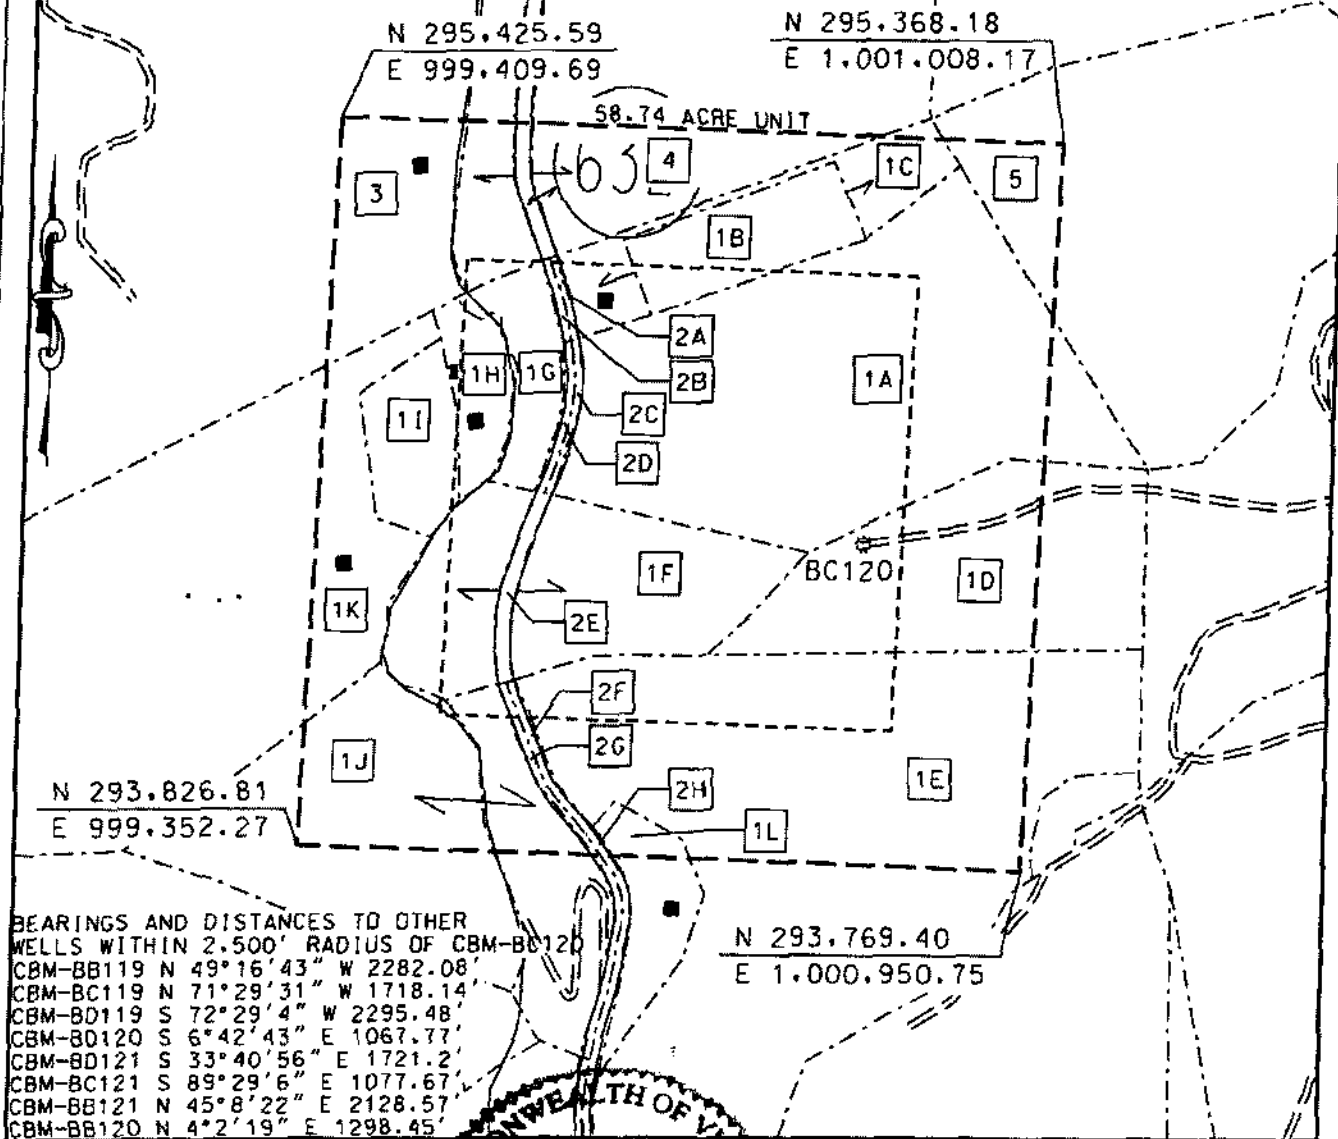 N 295.425.59
E 999.409.69
N 295.368.18
E 1.001.008.17
58.74 ACRE UNIT
632
4
1C
5
3
1B
2A
1H
1G
2B
1A
1I
2C
2D
1F
BC120
1D
1K
2E
2F
2G
1J
1E
2H
1L
N 293.826.81
E 999.352.27
N 293.769.40
E 1.000.950.75
BEARINGS AND DISTANCES TO OTHER
WELLS WITHIN 2.500' RADIUS OF CBM-BC120
CBM-BB119 N 49°16'43" W 2282.08'
CBM-BC119 N 71°29'31" W 1718.14'
CBM-BD119 S 72°29'4" W 2295.48'
CBM-BD120 S 6°42'43" E 1067.77'
CBM-BD121 S 33°40'56" E 1721.2'
CBM-BC121 S 89°29'6" E 1077.67'
CBM-BB121 N 45°8'22" E 2128.57'
CBM-BB120 N 4°2'19" E 1298.45'
ONWEALTH OF V